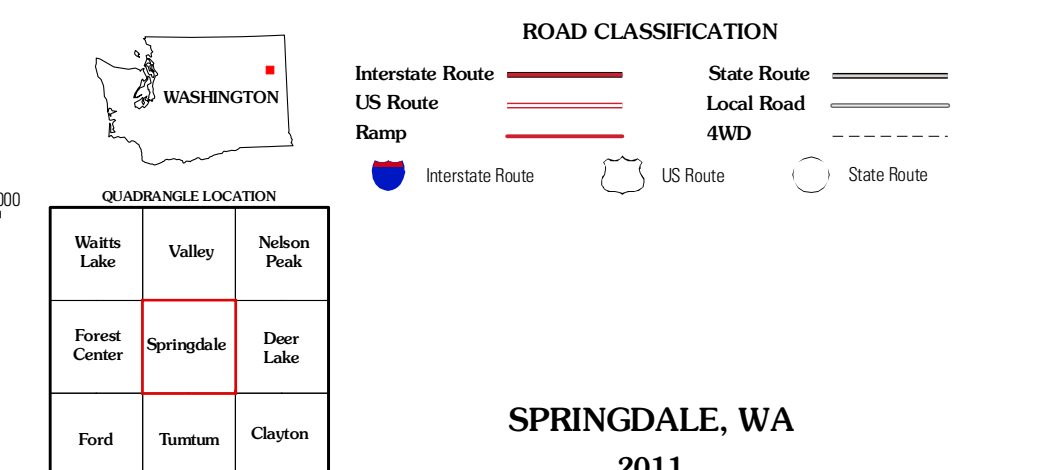 ROAD CLASSIFICATION
Interstate Route
State Route
US Route
Local Road
Ramp
4WD
Interstate Route
US Route
State Route
WASHINGTON
QUADRANGLE LOCATION
Waitts
Lake
Valley
Nelson
Peak
Forest
Center
Springdale
Deer
Lake
Ford
Tumtum
Clayton
SPRINGDALE, WA
2011